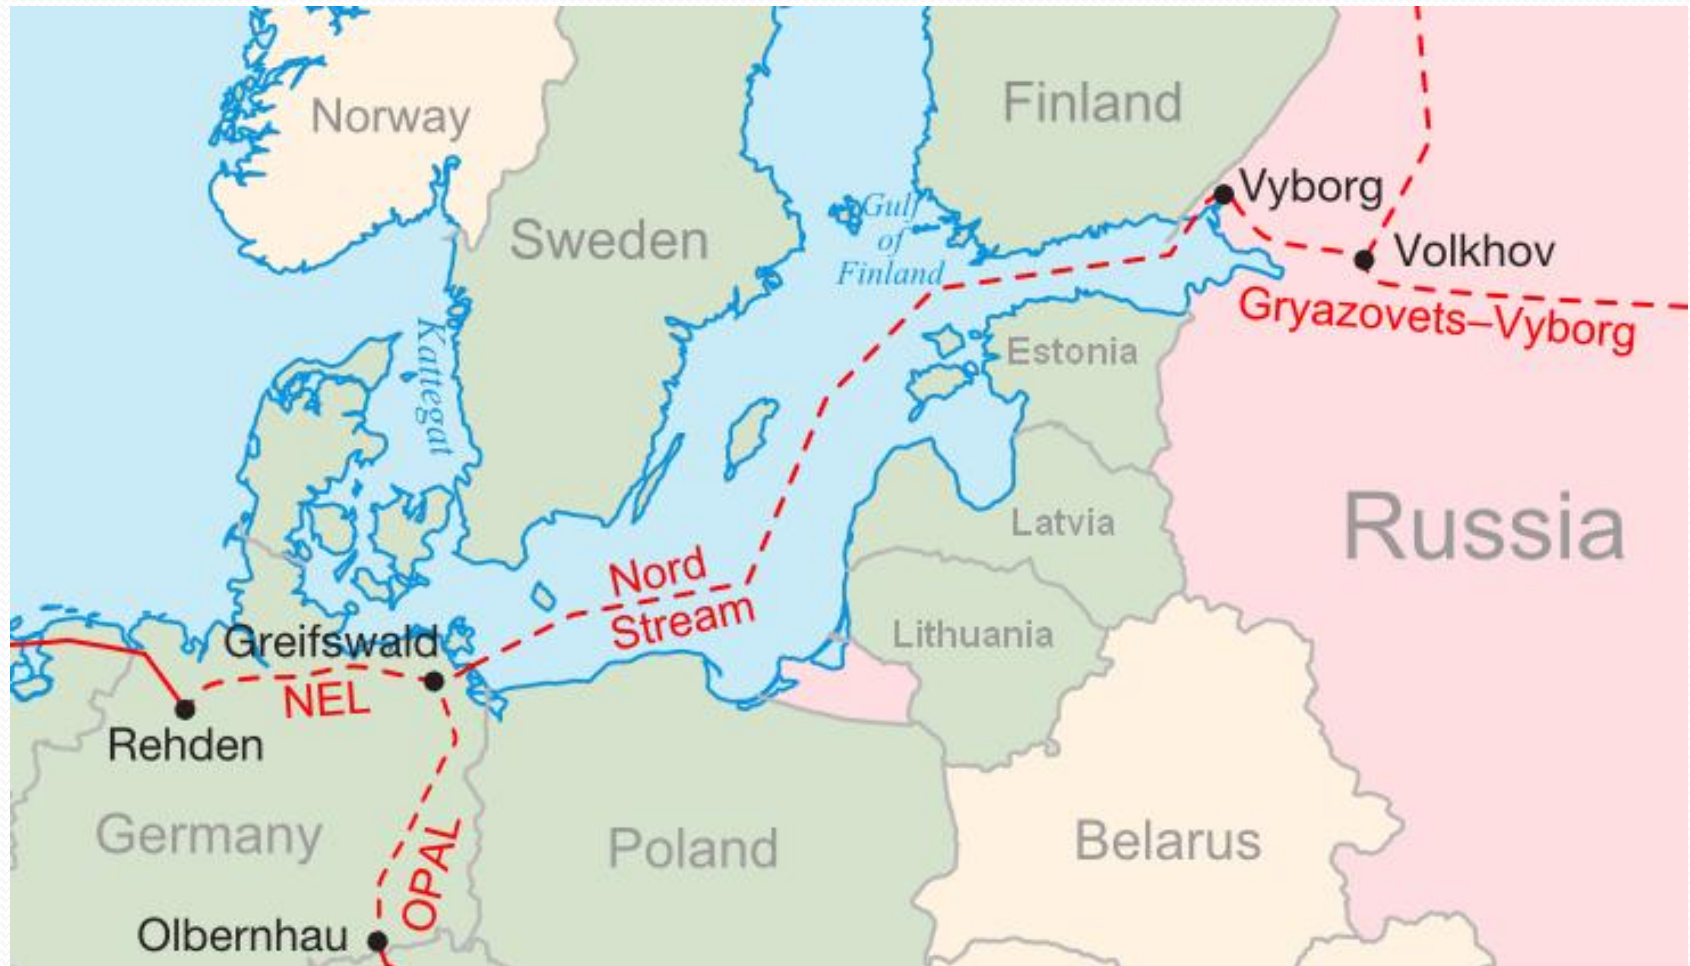 Norway
Finland
Vyborg
Gulf
of
Finland
Sweden
Volkhov
Gryazovets–Vyborg
Kattegat
Estonia
Russia
Latvia
Nord
Stream
Lithuania
Greifswald
NEL
Rehden
Germany
Poland
Belarus
OPAL
Olbernhau